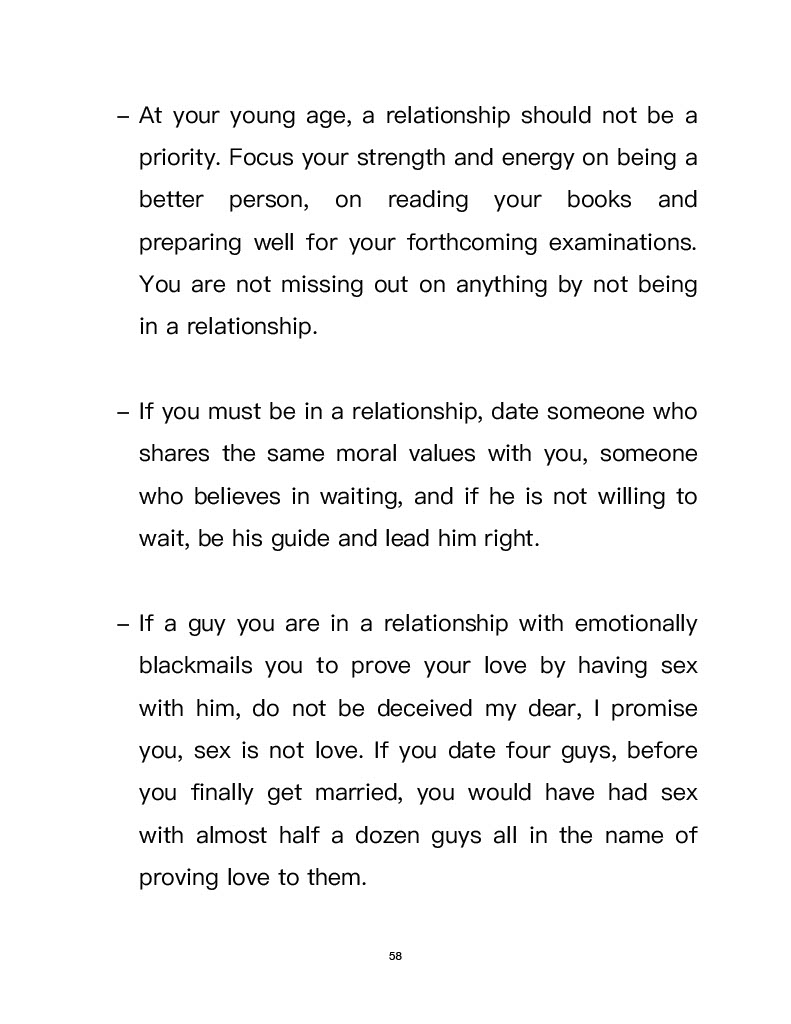 – At your young age, a relationship should not be a
priority. Focus your strength and energy on being a
better person, on reading your books and
preparing well for your forthcoming examinations.
You are not missing out on anything by not being
in a relationship.
– If you must be in a relationship, date someone who
shares the same moral values with you, someone
who believes in waiting, and if he is not willing to
wait, be his guide and lead him right.
– If a guy you are in a relationship with emotionally
blackmails you to prove your love by having sex
with him, do not be deceived my dear, I promise
you, sex is not love. If you date four guys, before
you finally get married, you would have had sex
with almost half a dozen guys all in the name of
proving love to them.
58